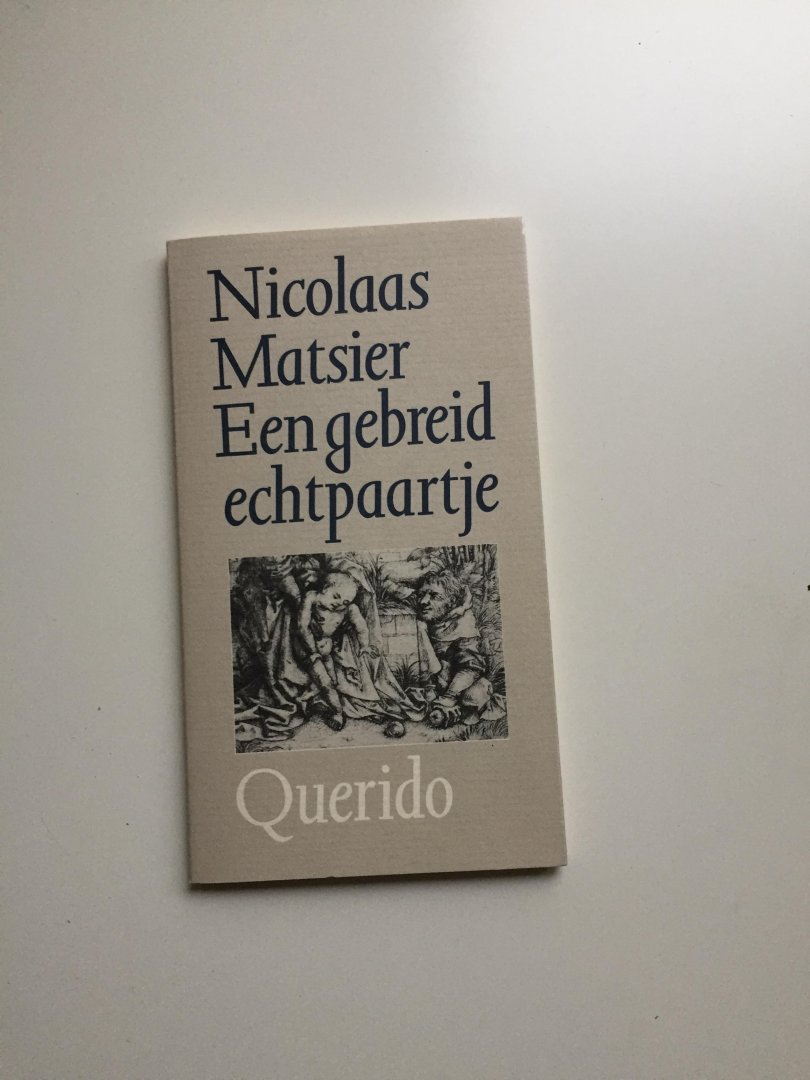 Nicolaas
Matsier
Een gebreid
echtpaartje
Querido